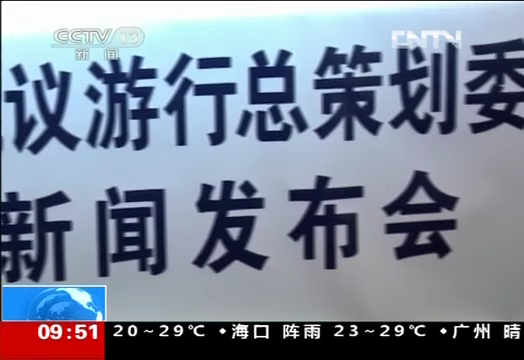 CCTV 13
新闻
CNTN
议游行总策划委
新闻发布会
09:51 20～29℃ ◆海口 阵雨 23～29℃ ◆广州 晴